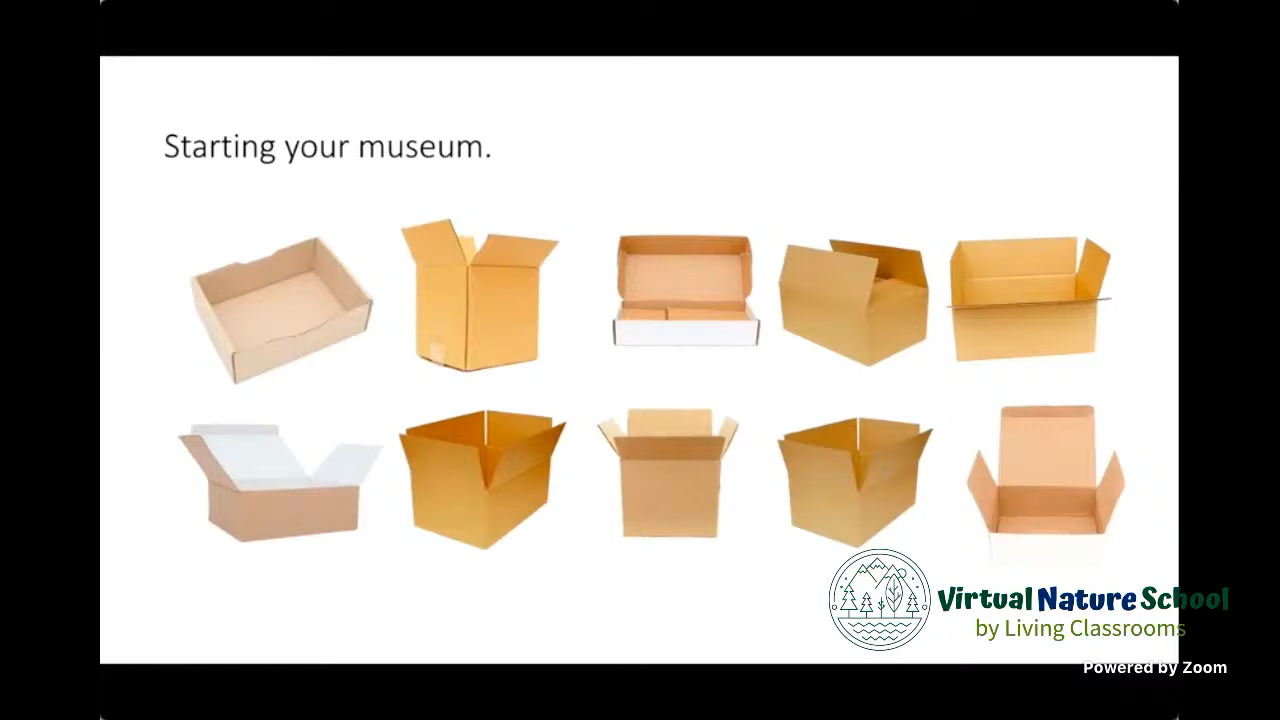 Starting your museum.
Virtual Nature School
by Living Classrooms
Powered by Zoom